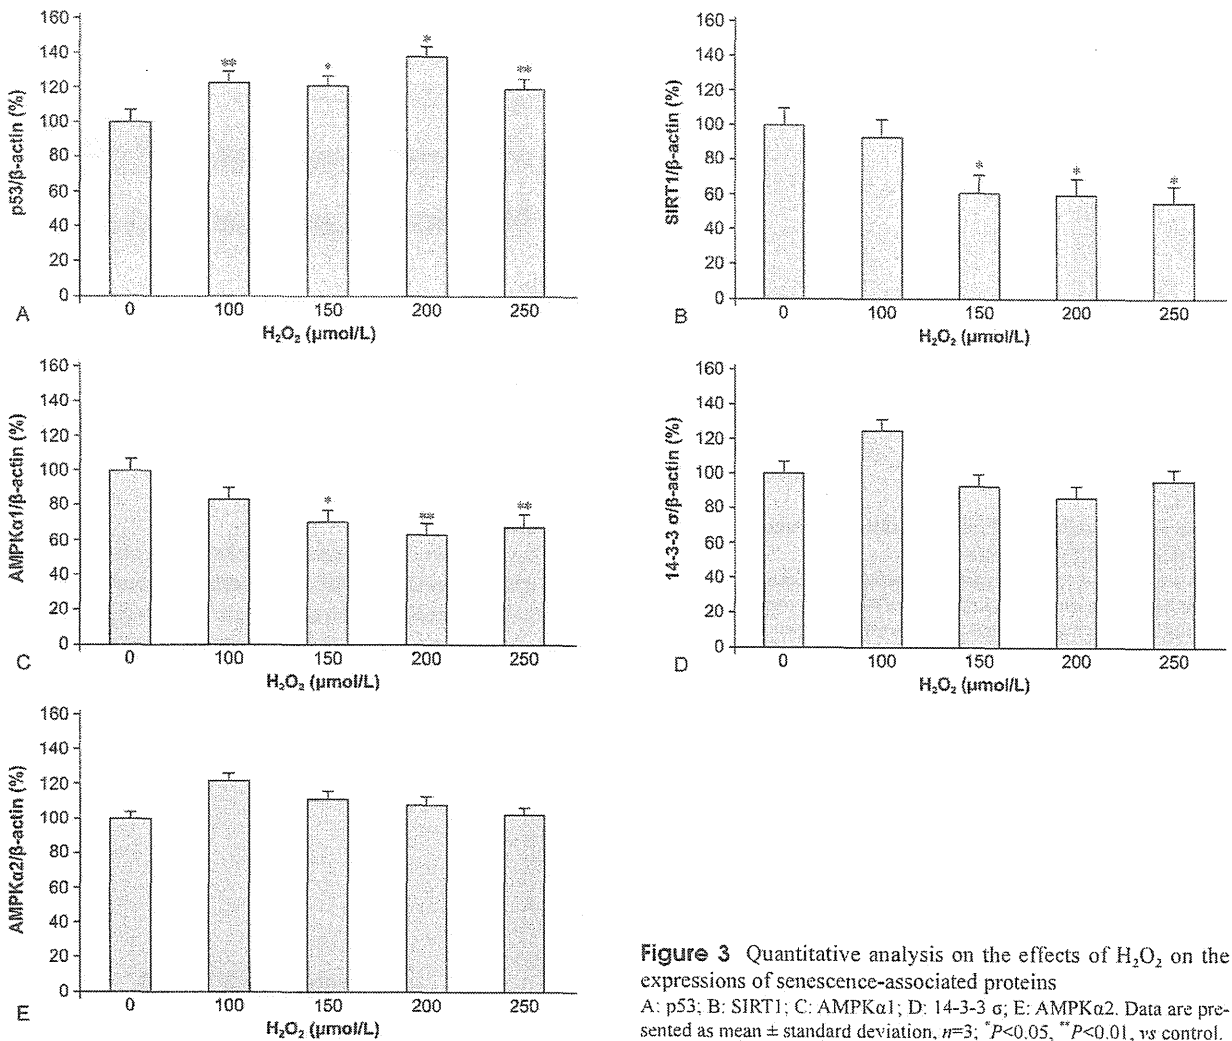 160
140
120
100
80
60
40
20
0
p53/β-actin (%)
** * * **
0 100 150 200 250
H₂O₂ (μmol/L)
A
160
140
120
100
80
60
40
20
0
SIRT1/β-actin (%)
* * *
0 100 150 200 250
H₂O₂ (μmol/L)
B
160
140
120
100
80
60
40
20
0
AMPKα1/β-actin (%)
* ** **
0 100 150 200 250
H₂O₂ (μmol/L)
C
160
140
120
100
80
60
40
20
0
14-3-3 σ/β-actin (%)
0 100 150 200 250
H₂O₂ (μmol/L)
D
160
140
120
100
80
60
40
20
0
AMPKα2/β-actin (%)
0 100 150 200 250
H₂O₂ (μmol/L)
E
Figure 3 Quantitative analysis on the effects of H₂O₂ on the
expressions of senescence-associated proteins
A: p53; B: SIRT1; C: AMPKα1; D: 14-3-3 σ; E: AMPKα2. Data are pre-
sented as mean ± standard deviation, n=3; *P<0.05, **P<0.01, vs control.